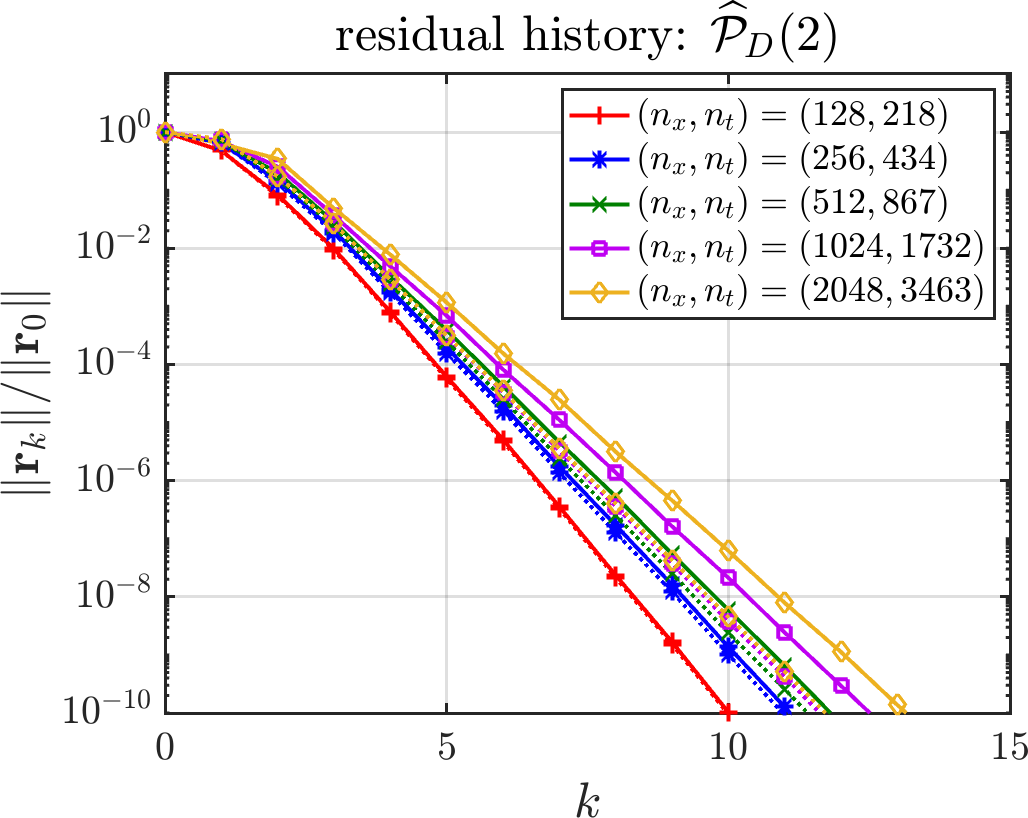 residual history: $\widehat{\mathcal{P}}_D(2)$
$(n_x, n_t) = (128, 218)$
$(n_x, n_t) = (256, 434)$
$(n_x, n_t) = (512, 867)$
$(n_x, n_t) = (1024, 1732)$
$(n_x, n_t) = (2048, 3463)$
$\|\mathbf{r}_k\|/\|\mathbf{r}_0\|$
$10^0$
$10^{-2}$
$10^{-4}$
$10^{-6}$
$10^{-8}$
$10^{-10}$
0 5 10 15
$k$